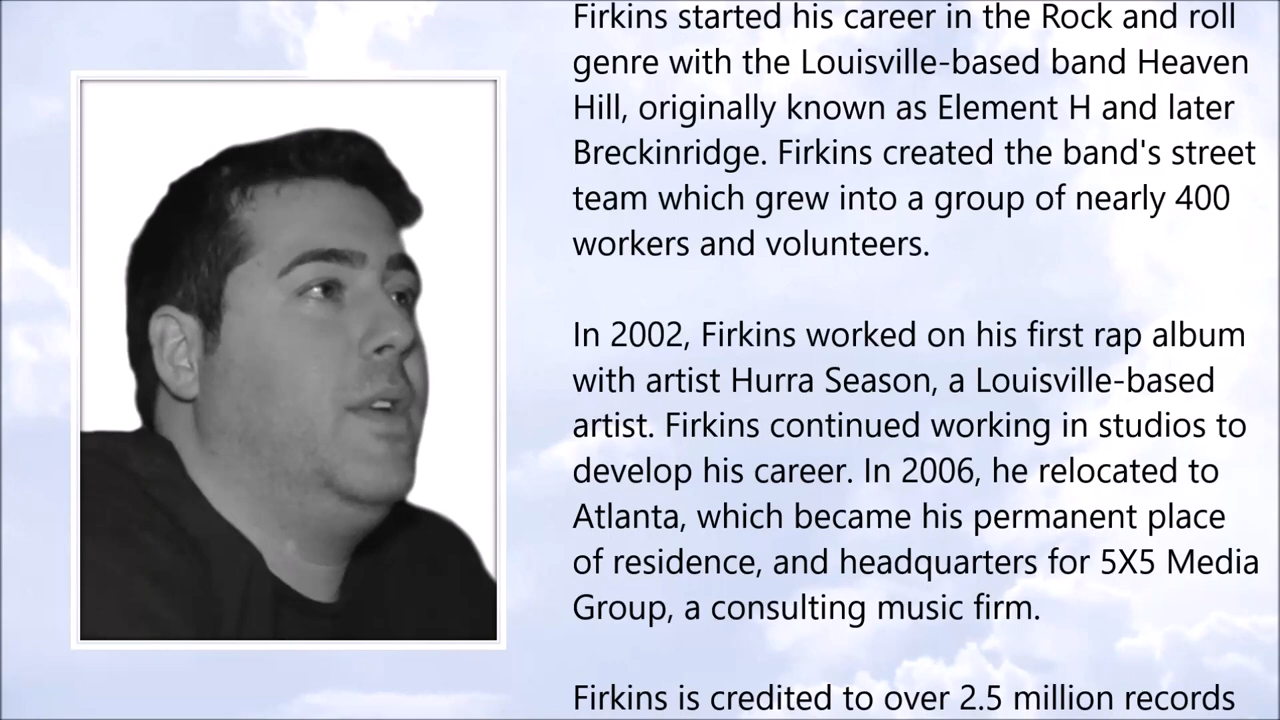 Firkins started his career in the Rock and roll
genre with the Louisville-based band Heaven
Hill, originally known as Element H and later
Breckinridge. Firkins created the band's street
team which grew into a group of nearly 400
workers and volunteers.
In 2002, Firkins worked on his first rap album
with artist Hurra Season, a Louisville-based
artist. Firkins continued working in studios to
develop his career. In 2006, he relocated to
Atlanta, which became his permanent place
of residence, and headquarters for 5X5 Media
Group, a consulting music firm.
Firkins is credited to over 2.5 million records